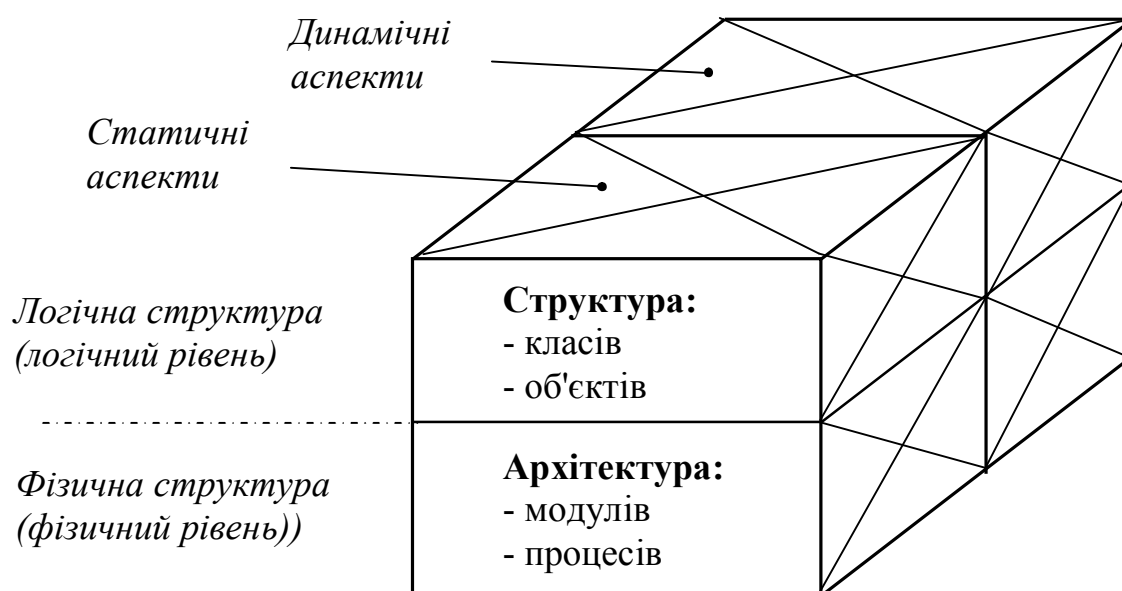 Динамічні
аспекти
Статичні
аспекти
Логічна структура
(логічний рівень)
Структура:
- класів
- об'єктів
Фізична структура
(фізичний рівень))
Архітектура:
- модулів
- процесів